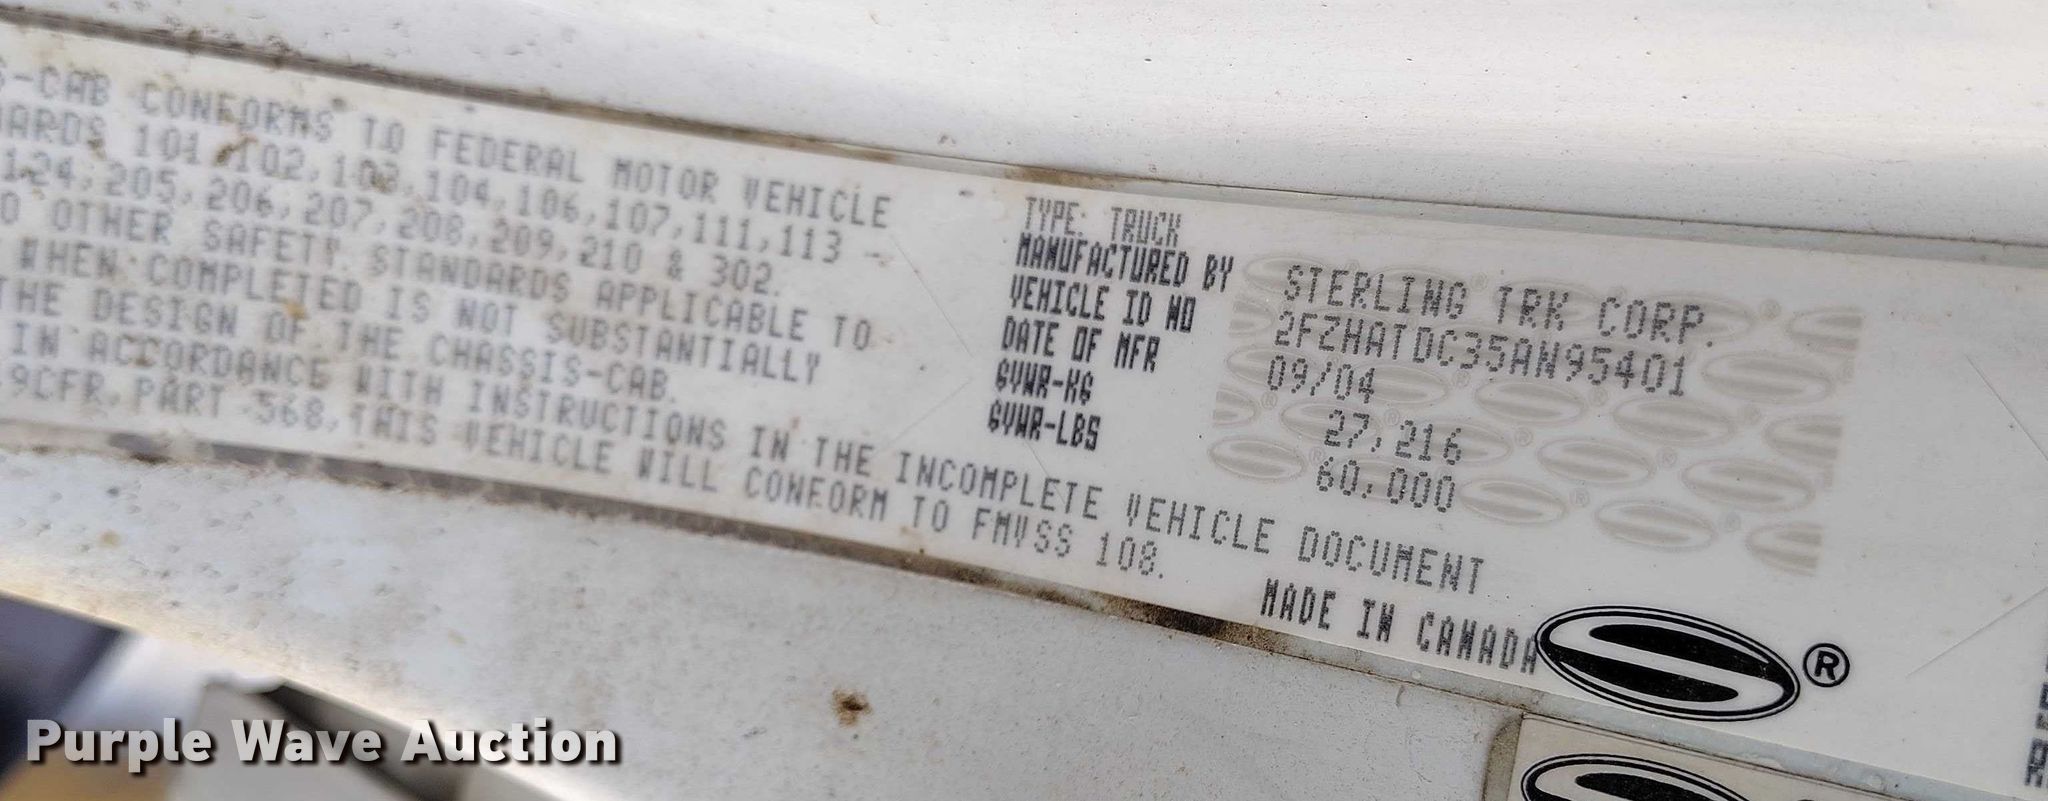 -CAB CONFORMS TO FEDERAL MOTOR VEHICLE
ARDS 101,102,103,104,106,107,111,113 -
124,205,206,207,208,209,210 & 302.
O OTHER SAFETY STANDARDS APPLICABLE TO
WHEN COMPLETED IS NOT SUBSTANTIALLY
THE DESIGN OF THE CHASSIS-CAB.
IN ACCORDANCE WITH INSTRUCTIONS IN THE INCOMPLETE VEHICLE DOCUMENT
9CFR, PART 568, THIS VEHICLE WILL CONFORM TO FMVSS 108.
TYPE: TRUCK
MANUFACTURED BY STERLING TRK CORP.
VEHICLE ID NO 2FZHATDC35AN95401
DATE OF MFR 09/04
GVWR-KG 27,216
GVWR-LBS 60,000
MADE IN CANADA
®
Purple Wave Auction